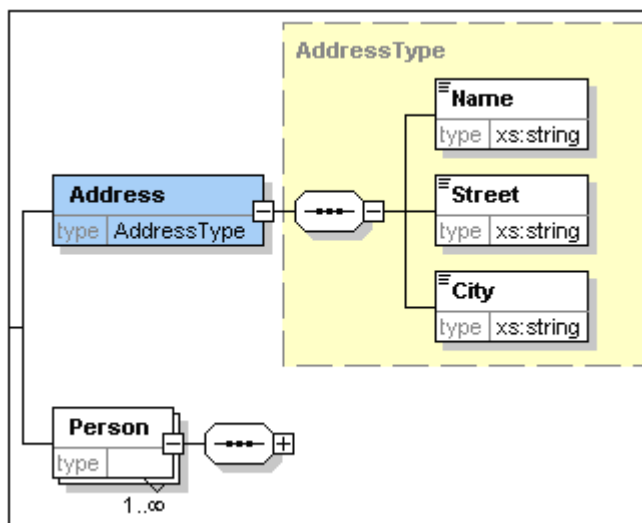 AddressType
Name
type xs:string
Address
type AddressType
Street
type xs:string
City
type xs:string
Person
type
1..∞